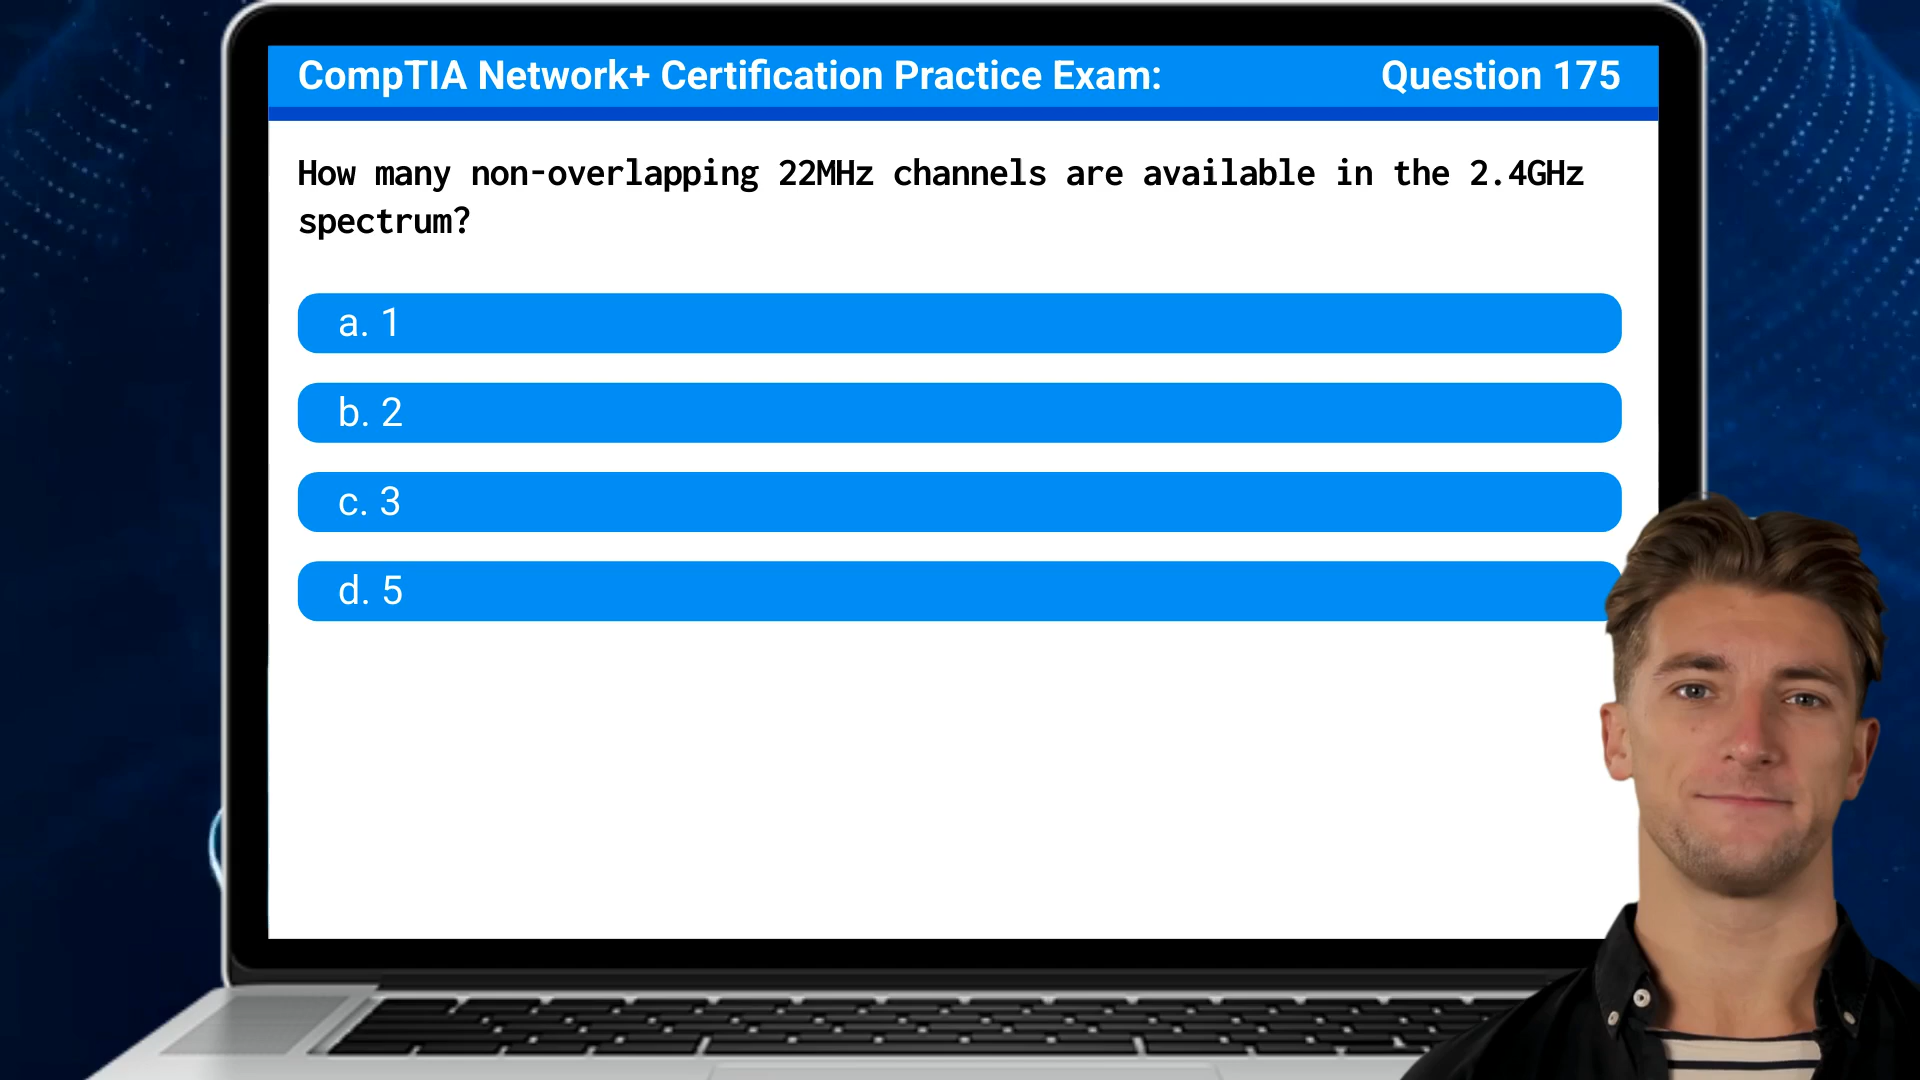 CompTIA Network+ Certification Practice Exam:
Question 175
How many non-overlapping 22MHz channels are available in the 2.4GHz
spectrum?
a. 1
b. 2
c. 3
d. 5